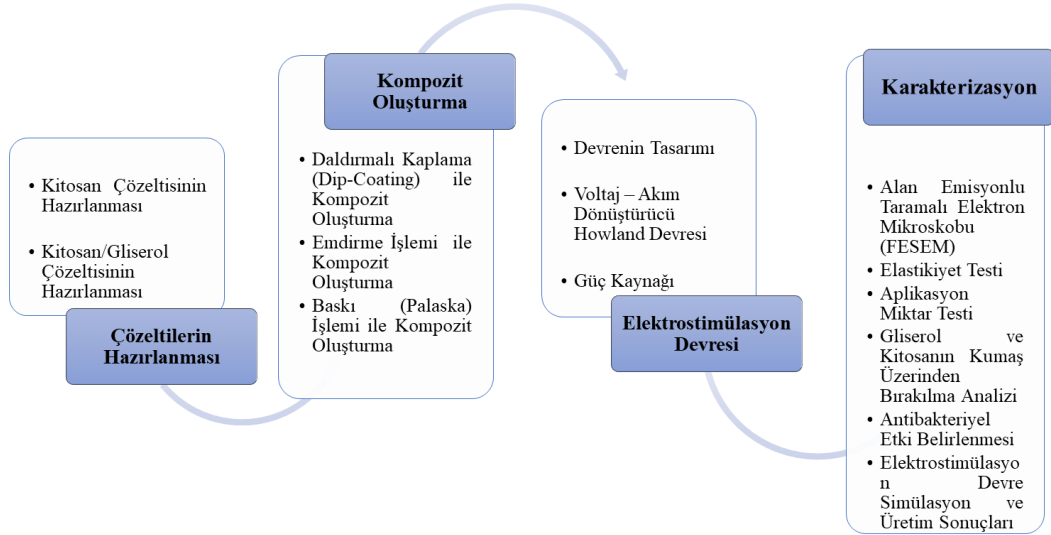 • Kitosan Çözeltisinin
Hazırlanması
• Kitosan/Gliserol
Çözeltisinin
Hazırlanması
Çözeltilerin
Hazırlanması
Kompozit
Oluşturma
• Daldırmalı Kaplama
(Dip-Coating) ile
Kompozit
Oluşturma
• Emdirme İşlemi ile
Kompozit
Oluşturma
• Baskı (Palaska)
İşlemi ile Kompozit
Oluşturma
• Devrenin Tasarımı
• Voltaj – Akım
Dönüştürücü
Howland Devresi
• Güç Kaynağı
Elektrostimülasyon
Devresi
Karakterizasyon
• Alan Emisyonlu
Taramalı Elektron
Mikroskobu
(FESEM)
• Elastikiyet Testi
• Aplikasyon
Miktar Testi
• Gliserol ve
Kitosanın Kumaş
Üzerinden
Bırakılma Analizi
• Antibakteriyel
Etki Belirlenmesi
• Elektrostimülasyo
n Devre
Simülasyon ve
Üretim Sonuçları